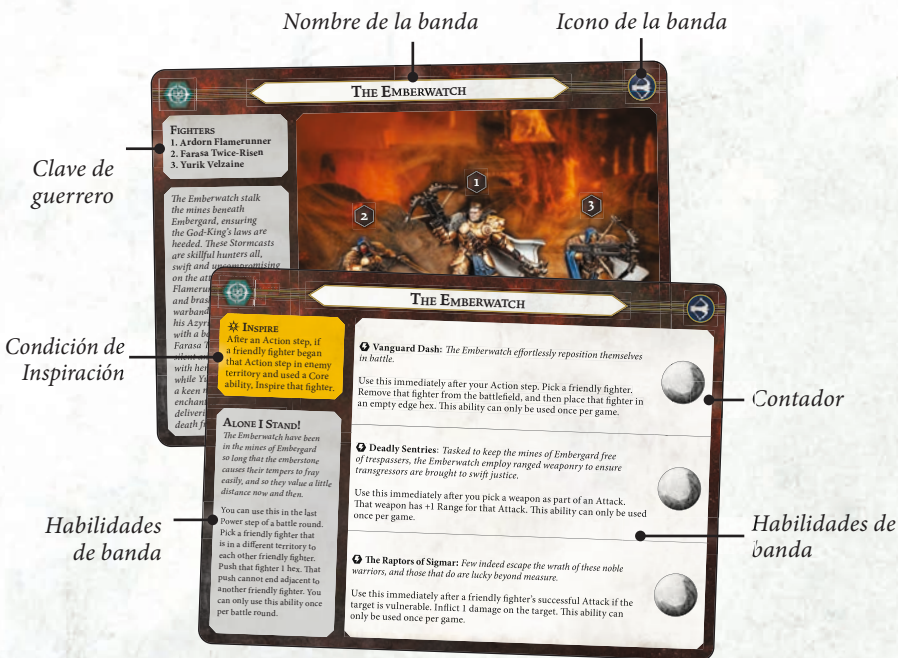 Nombre de la banda
Icono de la banda
The Emberwatch
Fighters
1. Ardorn Flamerunner
2. Farasa Twice-Risen
3. Yurik Velzaine
Clave de
guerrero
1
2
3
The Emberwatch stalk
the mines beneath
Embergard, ensuring
the God-King's laws are
heeded. These Stormcasts
are skillful hunters all,
swift and uncompromising
on the
and
his
with a
Farasa
with
while
a keen
death
The Emberwatch
Condición de
Inspiración
Inspire
After an Action step, if
a friendly fighter began
that Action step in enemy
territory and used a Core
ability, Inspire that fighter.
Alone I Stand!
The Emberwatch have been
in the mines of Embergard
so long that the emberstone
causes their tempers to fray
easily, and so they value a little
distance now and then.
You can use this in the last
Power step of a battle round.
Pick a friendly fighter that
is in a different territory to
each other friendly fighter.
Push that fighter 1 hex. That
push cannot end adjacent to
another friendly fighter. You
can only use this ability once
per battle round.
Habilidades
de banda
Vanguard Dash: The Emberwatch effortlessly reposition themselves
in battle.
Use this immediately after your Action step. Pick a friendly fighter.
Remove that fighter from the battlefield, and then place that fighter in
an empty edge hex. This ability can only be used once per game.
Contador
Deadly Sentries: Tasked to keep the mines of Embergard free
of trespassers, the Emberwatch employ ranged weaponry to ensure
transgressors are brought to swift justice.
Use this immediately after you pick a weapon as part of an Attack.
That weapon has +1 Range for that Attack. This ability can only be used
once per game.
Habilidades de
banda
The Raptors of Sigmar: Few indeed escape the wrath of these noble
warriors, and those that do are lucky beyond measure.
Use this immediately after a friendly fighter's successful Attack if the
target is vulnerable. Inflict 1 damage on the target. This ability can
only be used once per game.